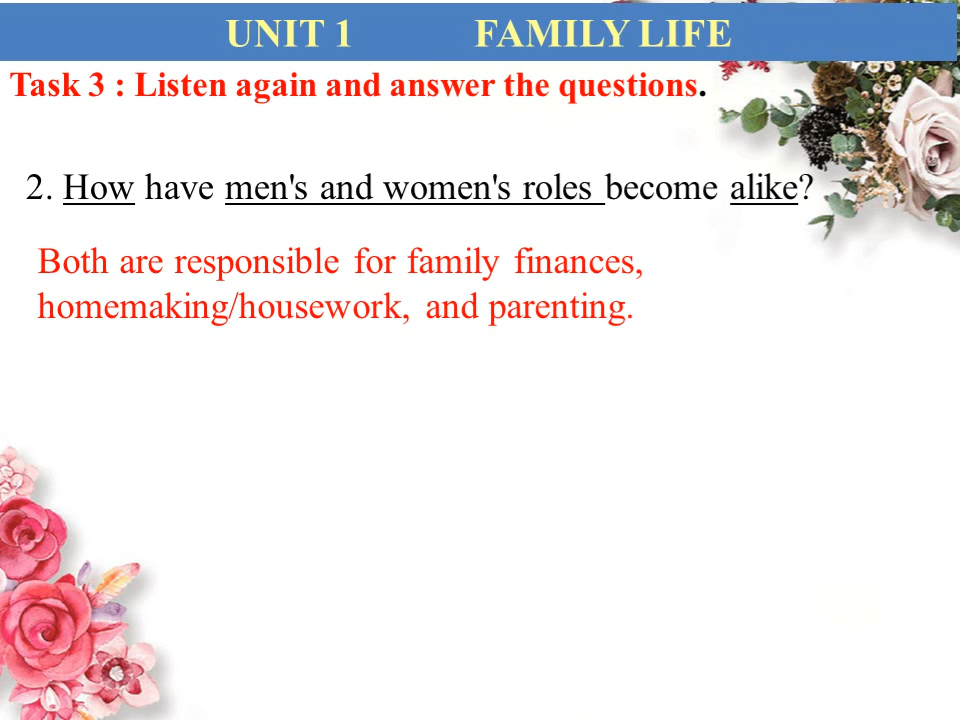 UNIT 1 FAMILY LIFE
Task 3 : Listen again and answer the questions.
2. How have men's and women's roles become alike?
Both are responsible for family finances,
homemaking/housework, and parenting.